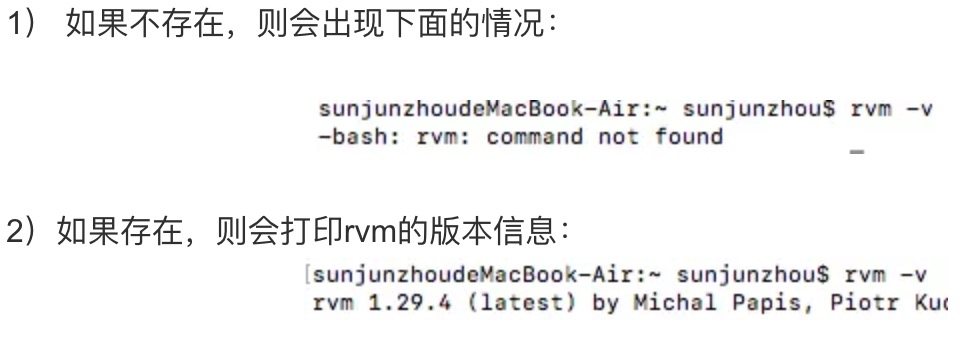 1） 如果不存在，则会出现下面的情况：
sunjunzhoudeMacBook-Air:~ sunjunzhou$ rvm -v
-bash: rvm: command not found
2）如果存在，则会打印rvm的版本信息：
[sunjunzhoudeMacBook-Air:~ sunjunzhou$ rvm -v
rvm 1.29.4 (latest) by Michal Papis, Piotr